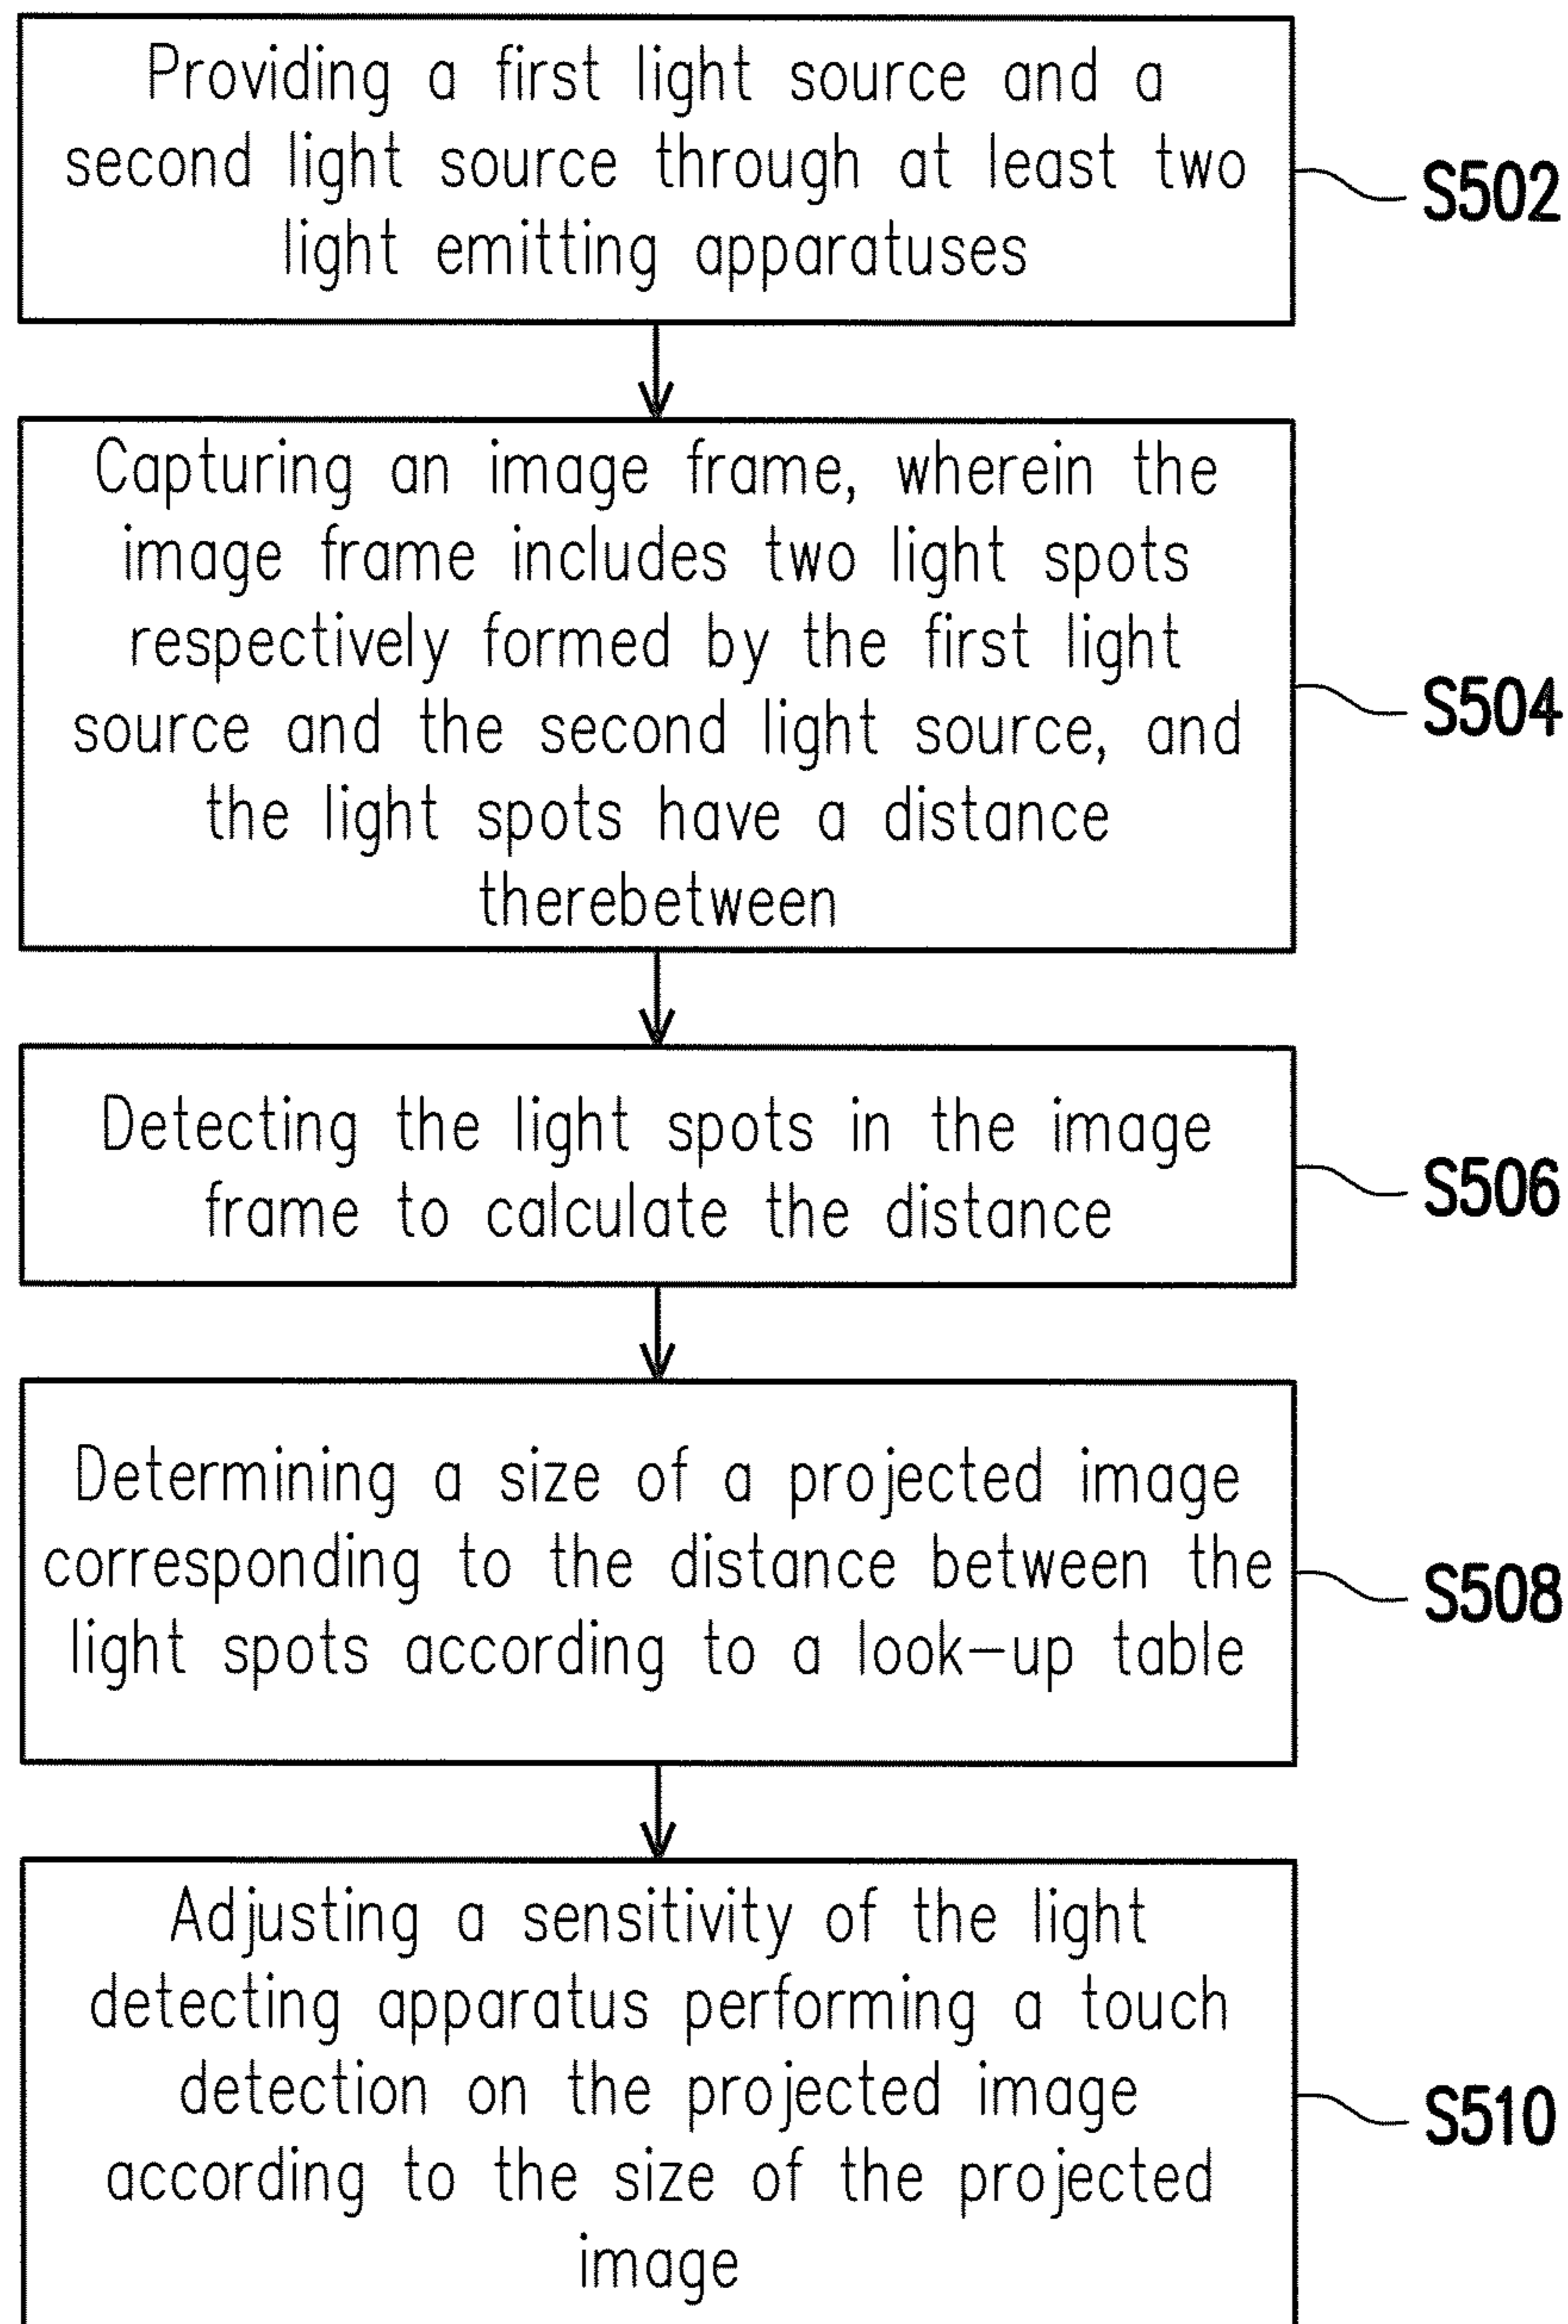 Providing a first light source and a
second light source through at least two
light emitting apparatuses
S502
Capturing an image frame, wherein the
image frame includes two light spots
respectively formed by the first light
source and the second light source, and
the light spots have a distance
therebetween
S504
Detecting the light spots in the image
frame to calculate the distance
S506
Determining a size of a projected image
corresponding to the distance between the
light spots according to a look-up table
S508
Adjusting a sensitivity of the light
detecting apparatus performing a touch
detection on the projected image
according to the size of the projected
image
S510